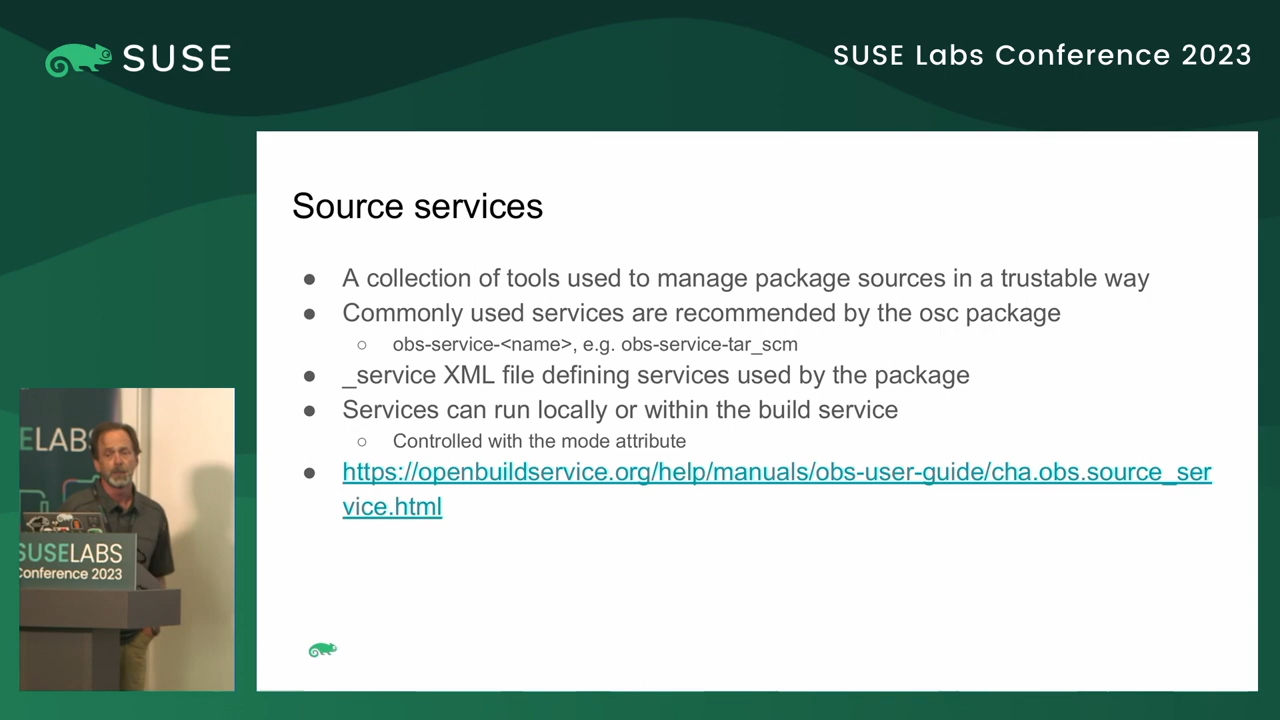 SUSE
SUSE Labs Conference 2023
Source services
● A collection of tools used to manage package sources in a trustable way
● Commonly used services are recommended by the osc package
○ obs-service-<name>, e.g. obs-service-tar_scm
● _service XML file defining services used by the package
● Services can run locally or within the build service
○ Controlled with the mode attribute
● https://openbuildservice.org/help/manuals/obs-user-guide/cha.obs.source_ser
vice.html
ELABS
SUSELABS
Conference 2023